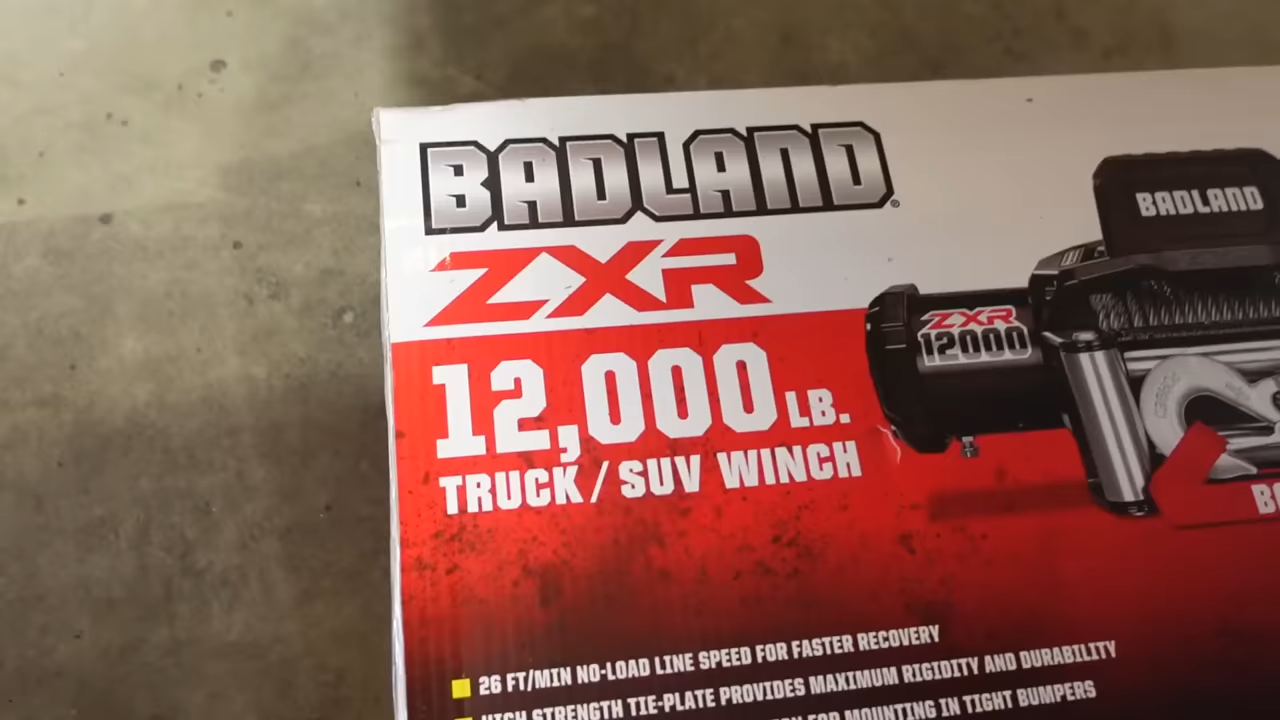 BADLAND®
ZXR
12,000 LB.
TRUCK / SUV WINCH
26 FT/MIN NO-LOAD LINE SPEED FOR FASTER RECOVERY
HIGH STRENGTH TIE-PLATE PROVIDES MAXIMUM RIGIDITY AND DURABILITY
FOR MOUNTING IN TIGHT BUMPERS
BADLAND
ZXR
12000